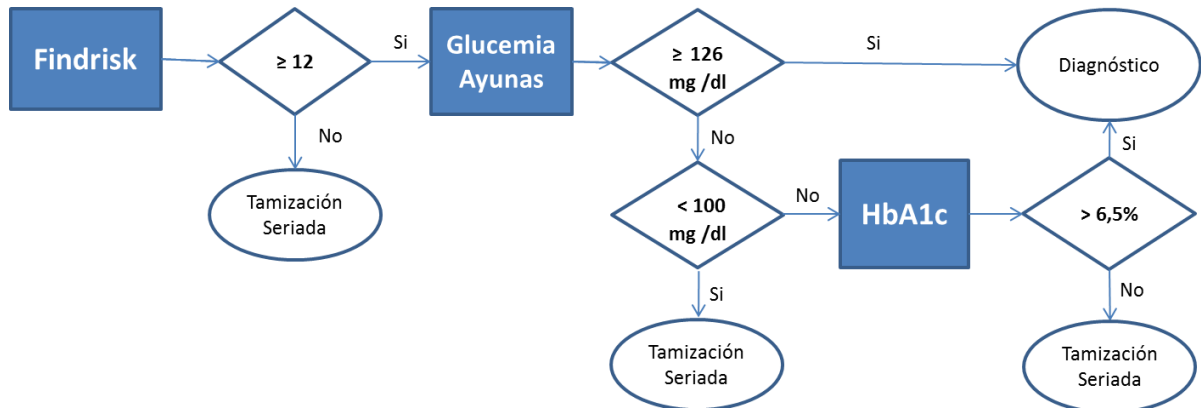 Findrisk
≥ 12
Si
Glucemia
Ayunas
≥ 126
mg /dl
Si
Diagnóstico
No
Tamización
Seriada
No
< 100
mg /dl
No
HbA1c
> 6,5%
Si
Si
Tamización
Seriada
No
Tamización
Seriada